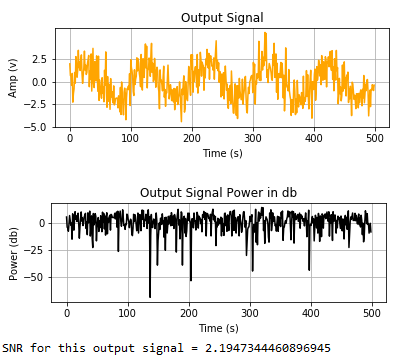 Output Signal
2.5
0.0
-2.5
-5.0
Amp (v)
0 100 200 300 400 500
Time (s)
Output Signal Power in db
0
-25
-50
Power (db)
0 100 200 300 400 500
Time (s)
SNR for this output signal = 2.1947344460896945